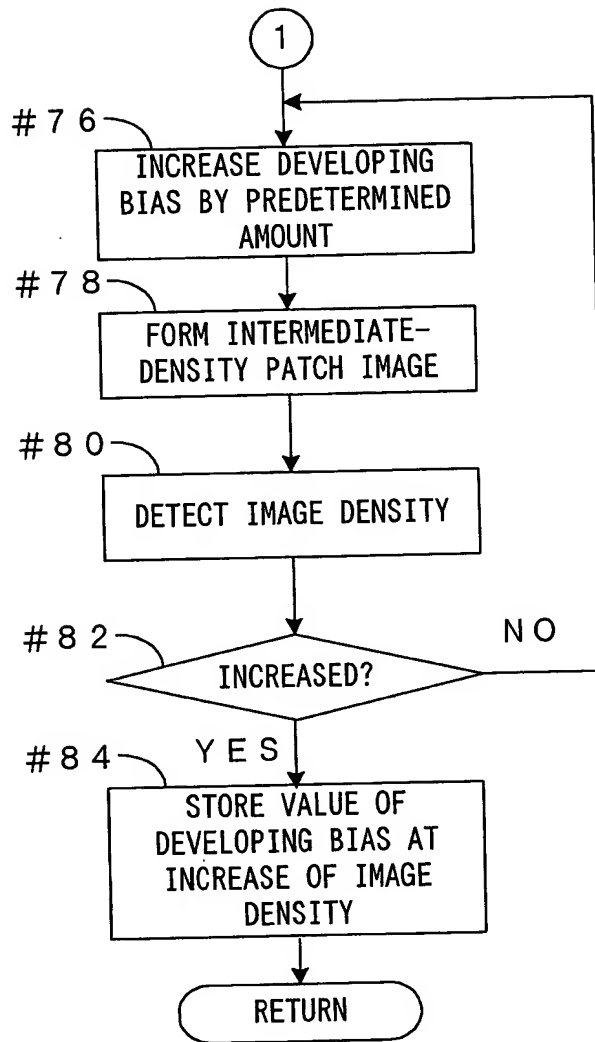 1
#76
INCREASE DEVELOPING
BIAS BY PREDETERMINED
AMOUNT
#78
FORM INTERMEDIATE-
DENSITY PATCH IMAGE
#80
DETECT IMAGE DENSITY
#82
INCREASED?
NO
YES
#84
STORE VALUE OF
DEVELOPING BIAS AT
INCREASE OF IMAGE
DENSITY
RETURN